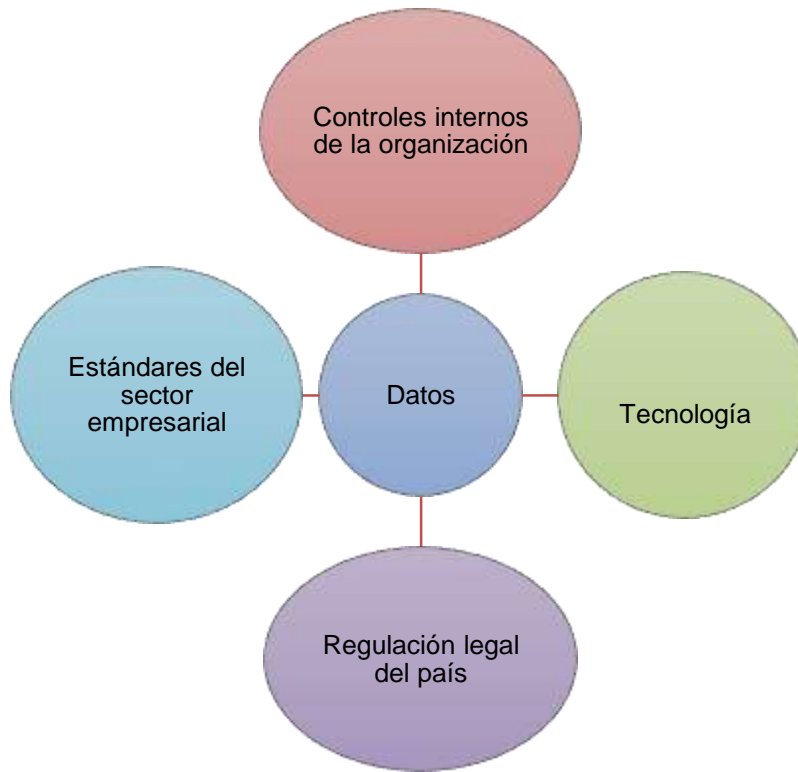 Controles internos
de la organización
Estándares del
sector
empresarial
Datos
Tecnología
Regulación legal
del país